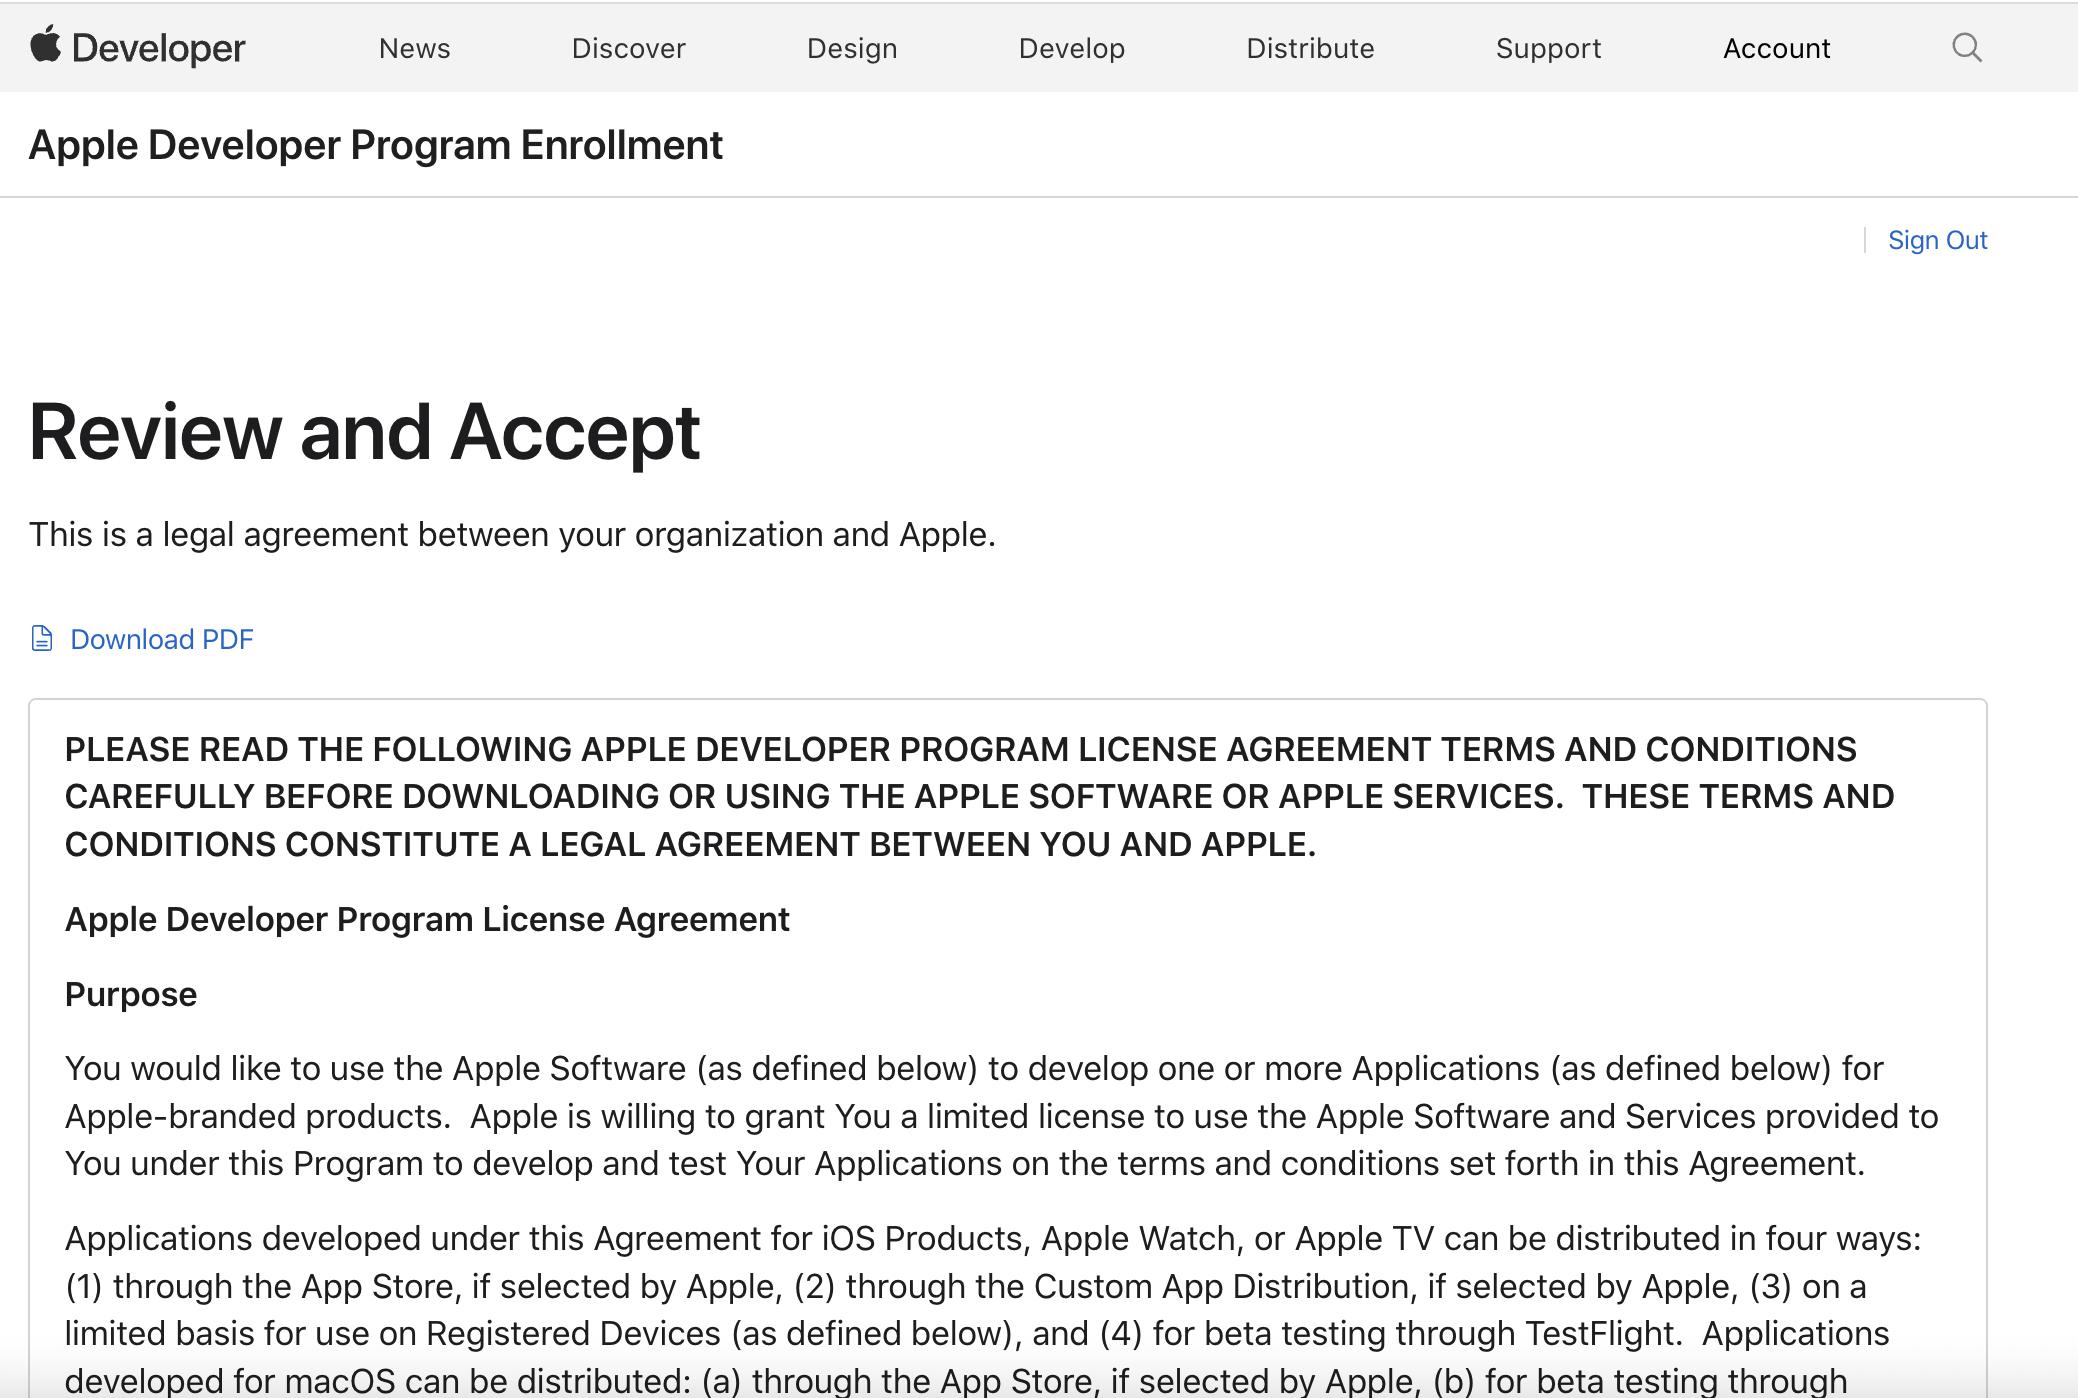 Developer News Discover Design Develop Distribute Support Account
Apple Developer Program Enrollment
Sign Out
Review and Accept
This is a legal agreement between your organization and Apple.
Download PDF
PLEASE READ THE FOLLOWING APPLE DEVELOPER PROGRAM LICENSE AGREEMENT TERMS AND CONDITIONS
CAREFULLY BEFORE DOWNLOADING OR USING THE APPLE SOFTWARE OR APPLE SERVICES.  THESE TERMS AND
CONDITIONS CONSTITUTE A LEGAL AGREEMENT BETWEEN YOU AND APPLE.
Apple Developer Program License Agreement
Purpose
You would like to use the Apple Software (as defined below) to develop one or more Applications (as defined below) for
Apple-branded products.  Apple is willing to grant You a limited license to use the Apple Software and Services provided to
You under this Program to develop and test Your Applications on the terms and conditions set forth in this Agreement.
Applications developed under this Agreement for iOS Products, Apple Watch, or Apple TV can be distributed in four ways:
(1) through the App Store, if selected by Apple, (2) through the Custom App Distribution, if selected by Apple, (3) on a
limited basis for use on Registered Devices (as defined below), and (4) for beta testing through TestFlight.  Applications
developed for macOS can be distributed: (a) through the App Store, if selected by Apple, (b) for beta testing through